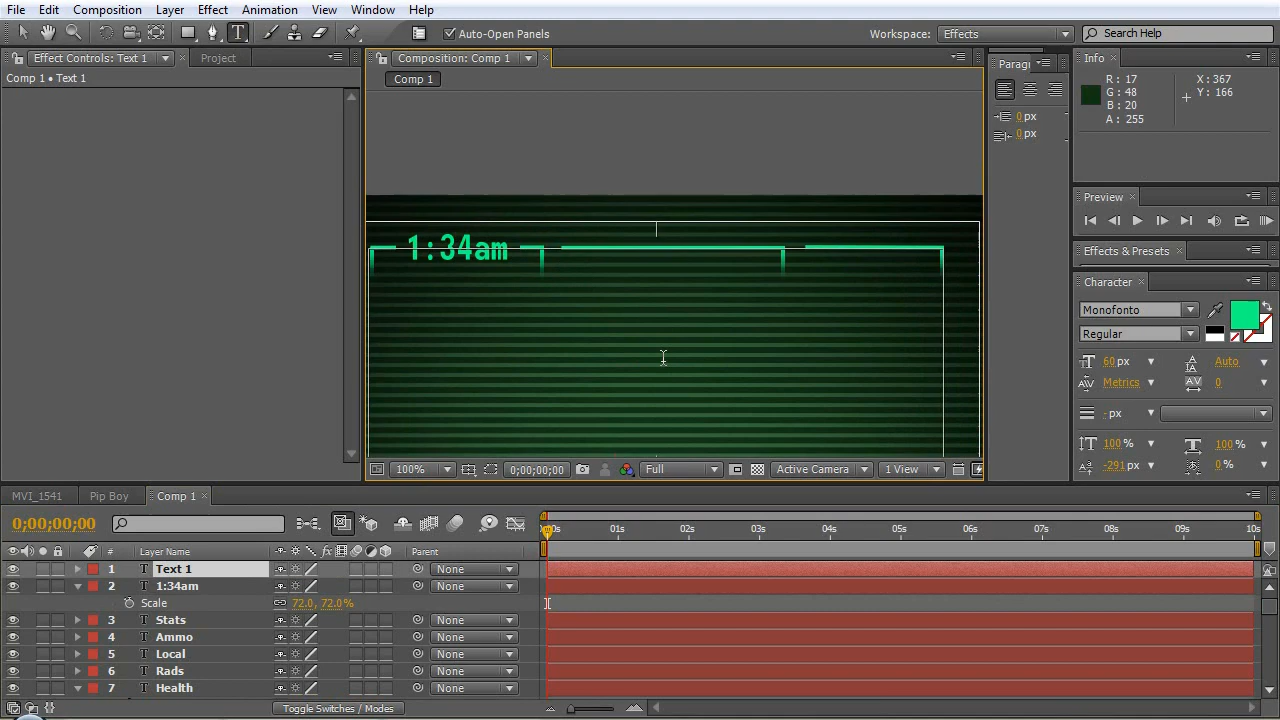 File Edit Composition Layer Effect Animation View Window Help
T Auto-Open Panels Workspace: Effects Search Help
Effect Controls: Text 1 Project Composition: Comp 1 Paragr Info
Comp 1 • Text 1 Comp 1
R: 17 X: 367
G: 48 Y: 166
B: 20
A: 255
0 px
0 px
Preview
Effects & Presets
Character
Monofonto
Regular
60 px Auto
Metrics 0
- px
100 % 100 %
-291 px 0 %
1:34am
100% 0;00;00;00 Full Active Camera 1 View
MVI_1541 Pip Boy Comp 1
0;00;00;00
00s 01s 02s 03s 04s 05s 06s 07s 08s 09s 10s
# Layer Name fx Parent
1 T Text 1 None
2 T 1:34am None
Scale 72.0, 72.0%
3 T Stats None
4 T Ammo None
5 T Local None
6 T Rads None
7 T Health None
Toggle Switches / Modes